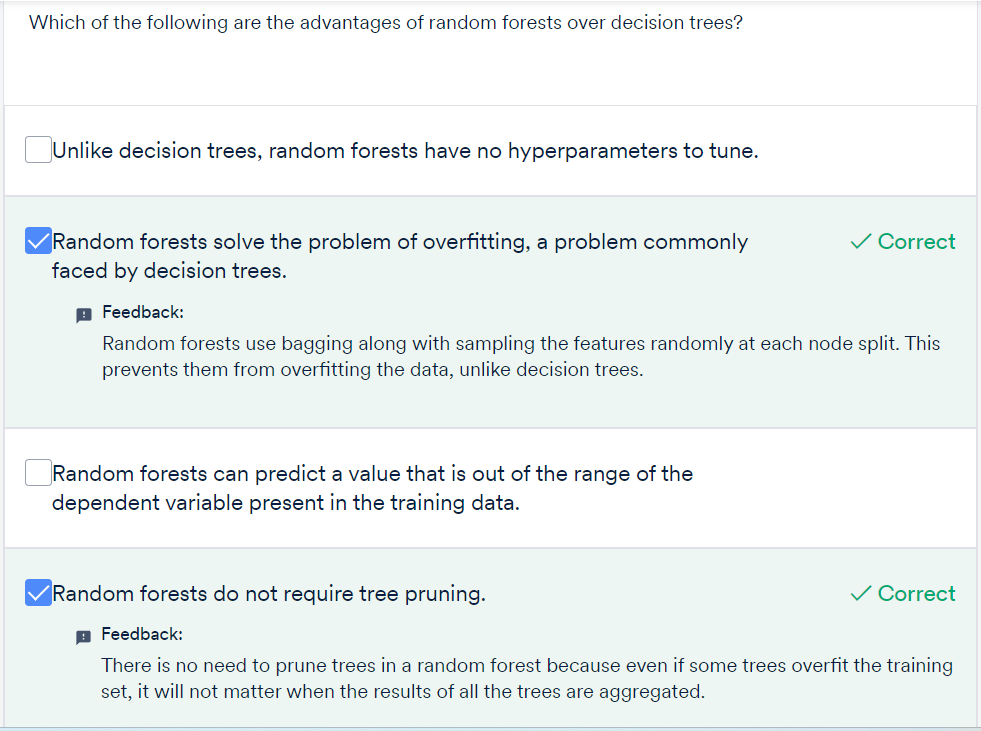 Which of the following are the advantages of random forests over decision trees?
Unlike decision trees, random forests have no hyperparameters to tune.
Random forests solve the problem of overfitting, a problem commonly
faced by decision trees.
Correct
Feedback:
Random forests use bagging along with sampling the features randomly at each node split. This
prevents them from overfitting the data, unlike decision trees.
Random forests can predict a value that is out of the range of the
dependent variable present in the training data.
Random forests do not require tree pruning.
Correct
Feedback:
There is no need to prune trees in a random forest because even if some trees overfit the training
set, it will not matter when the results of all the trees are aggregated.